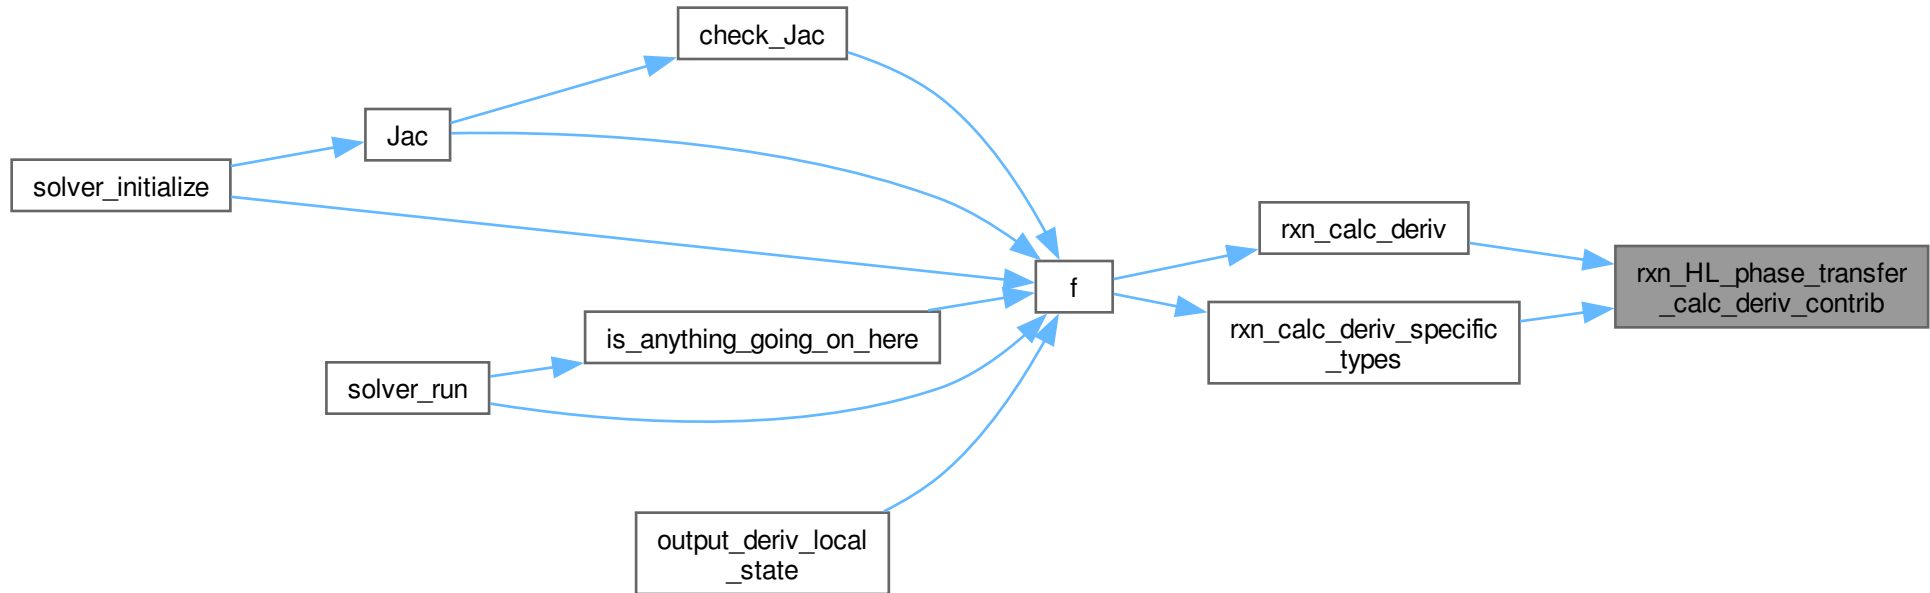 check_Jac
Jac
solver_initialize
rxn_calc_deriv
rxn_HL_phase_transfer
_calc_deriv_contrib
f
is_anything_going_on_here
rxn_calc_deriv_specific
_types
solver_run
output_deriv_local
_state